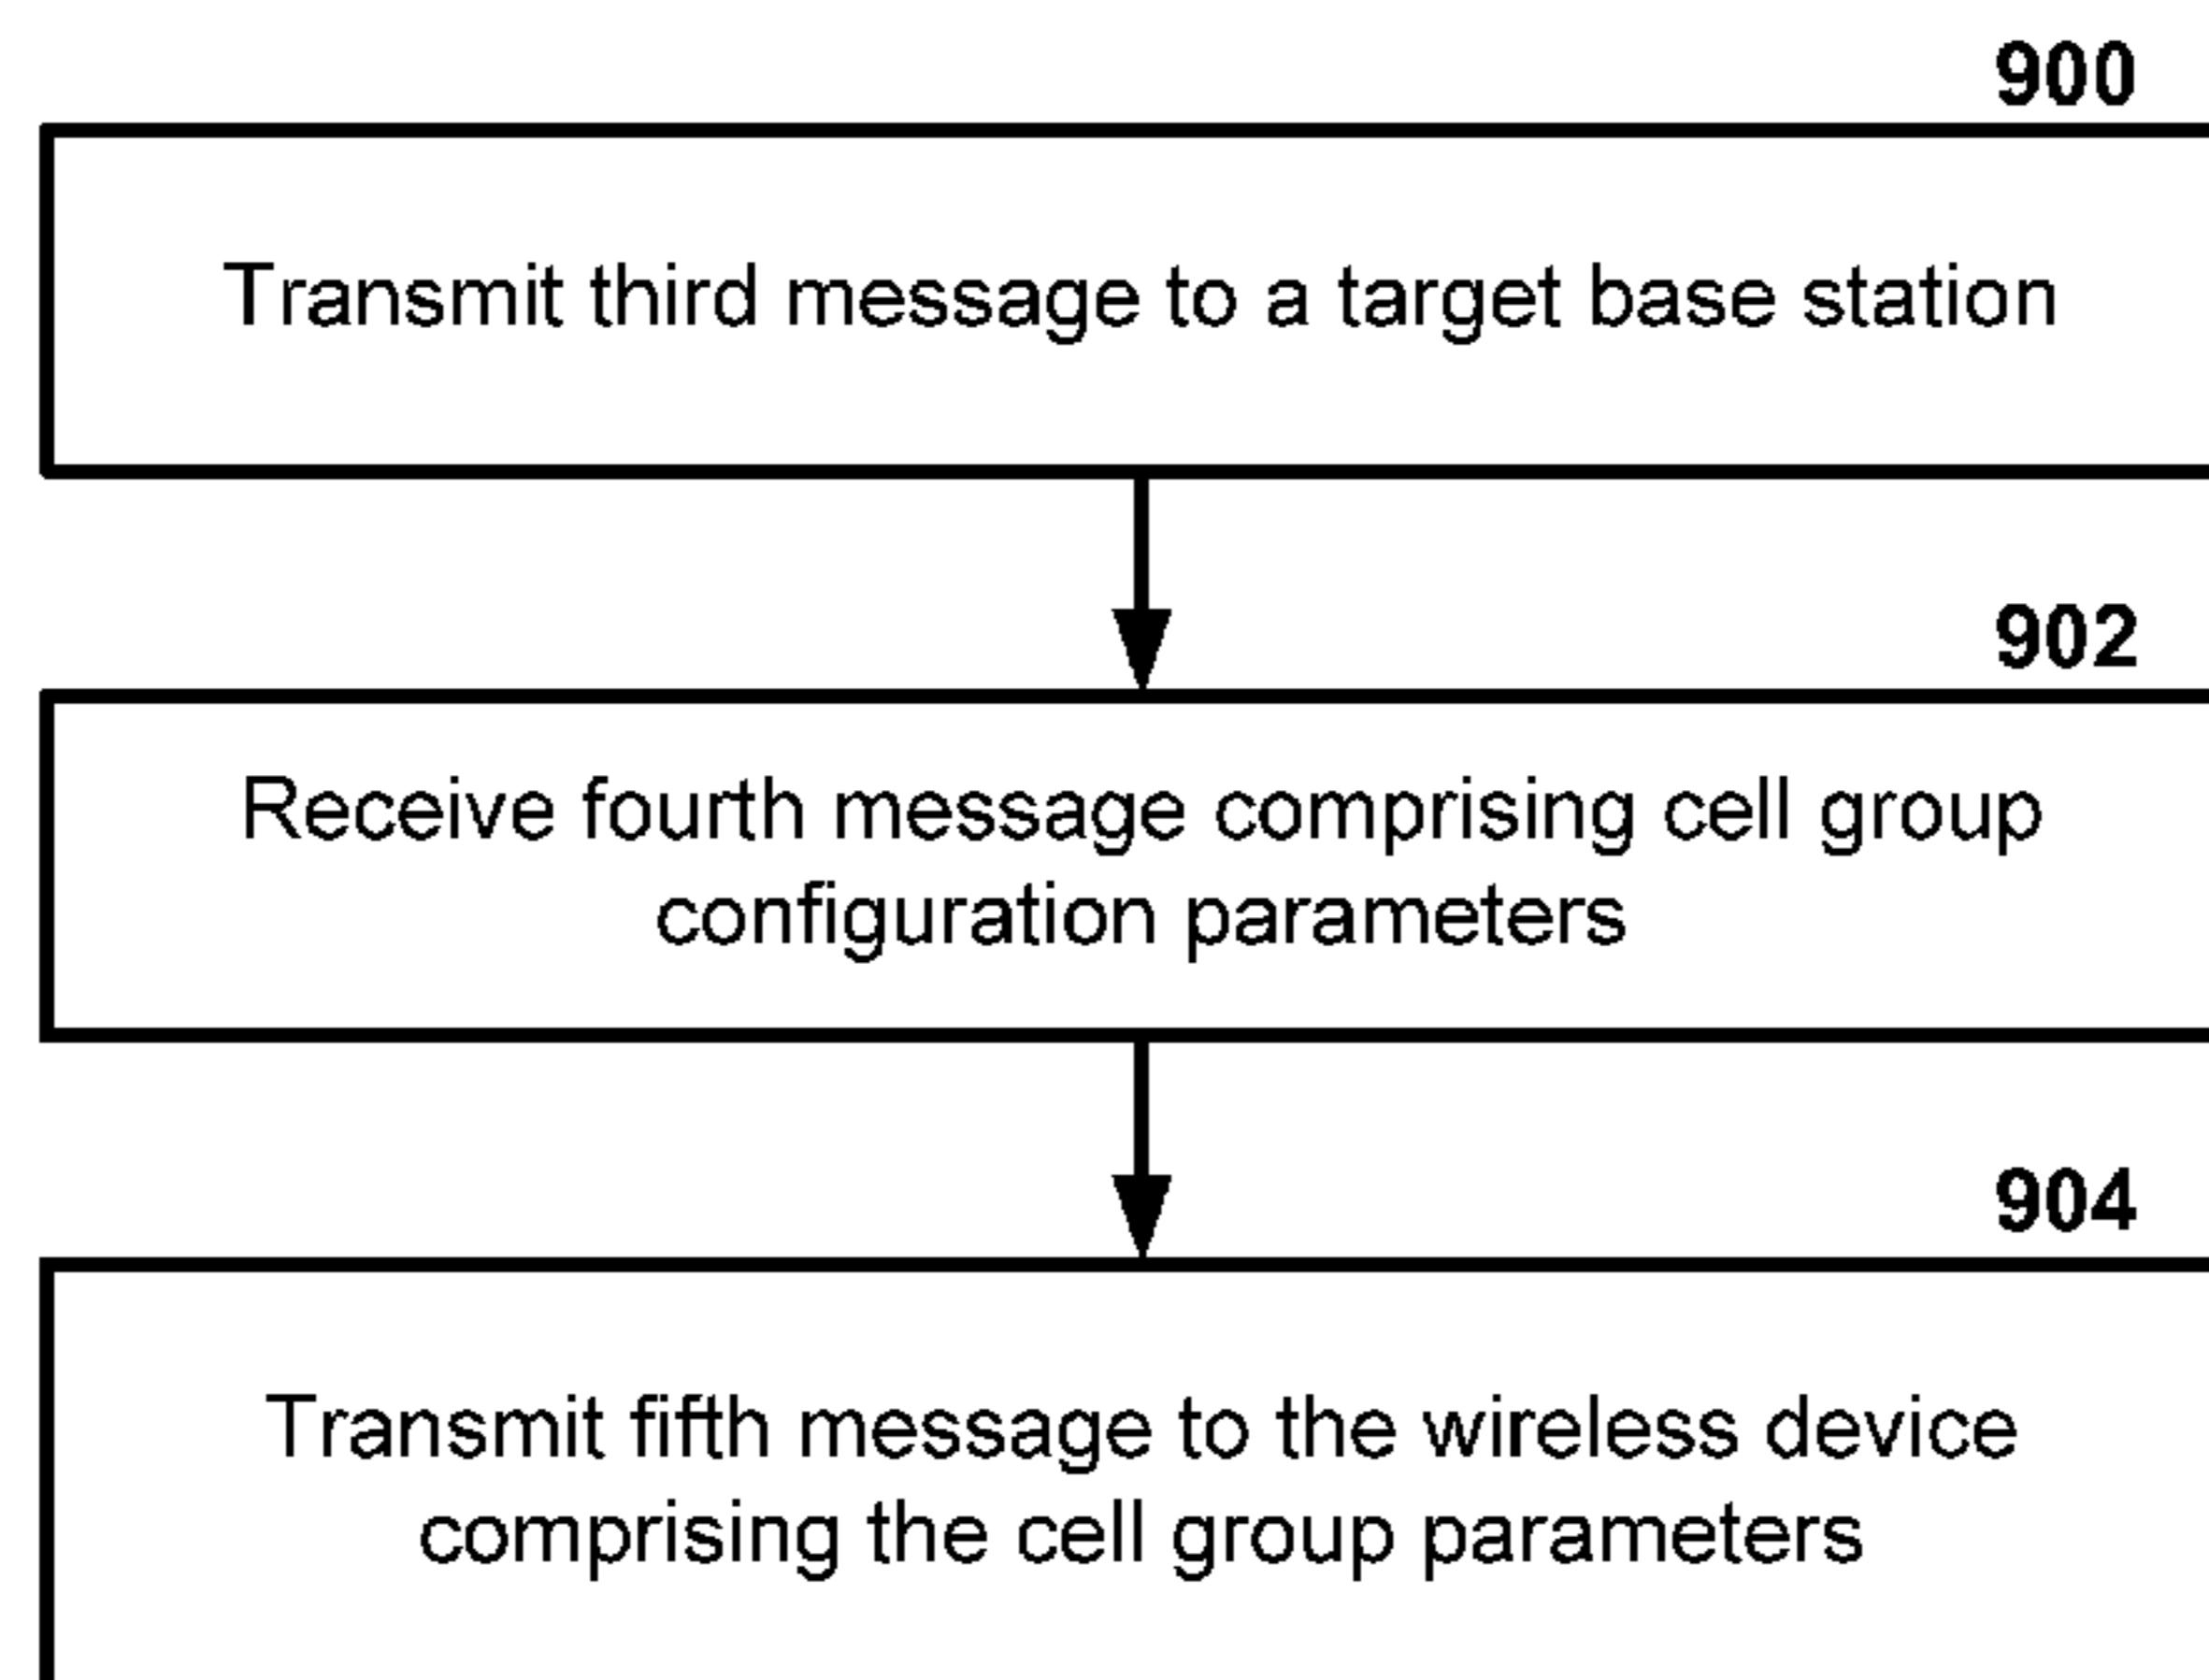 900
Transmit third message to a target base station
902
Receive fourth message comprising cell group
configuration parameters
904
Transmit fifth message to the wireless device
comprising the cell group parameters